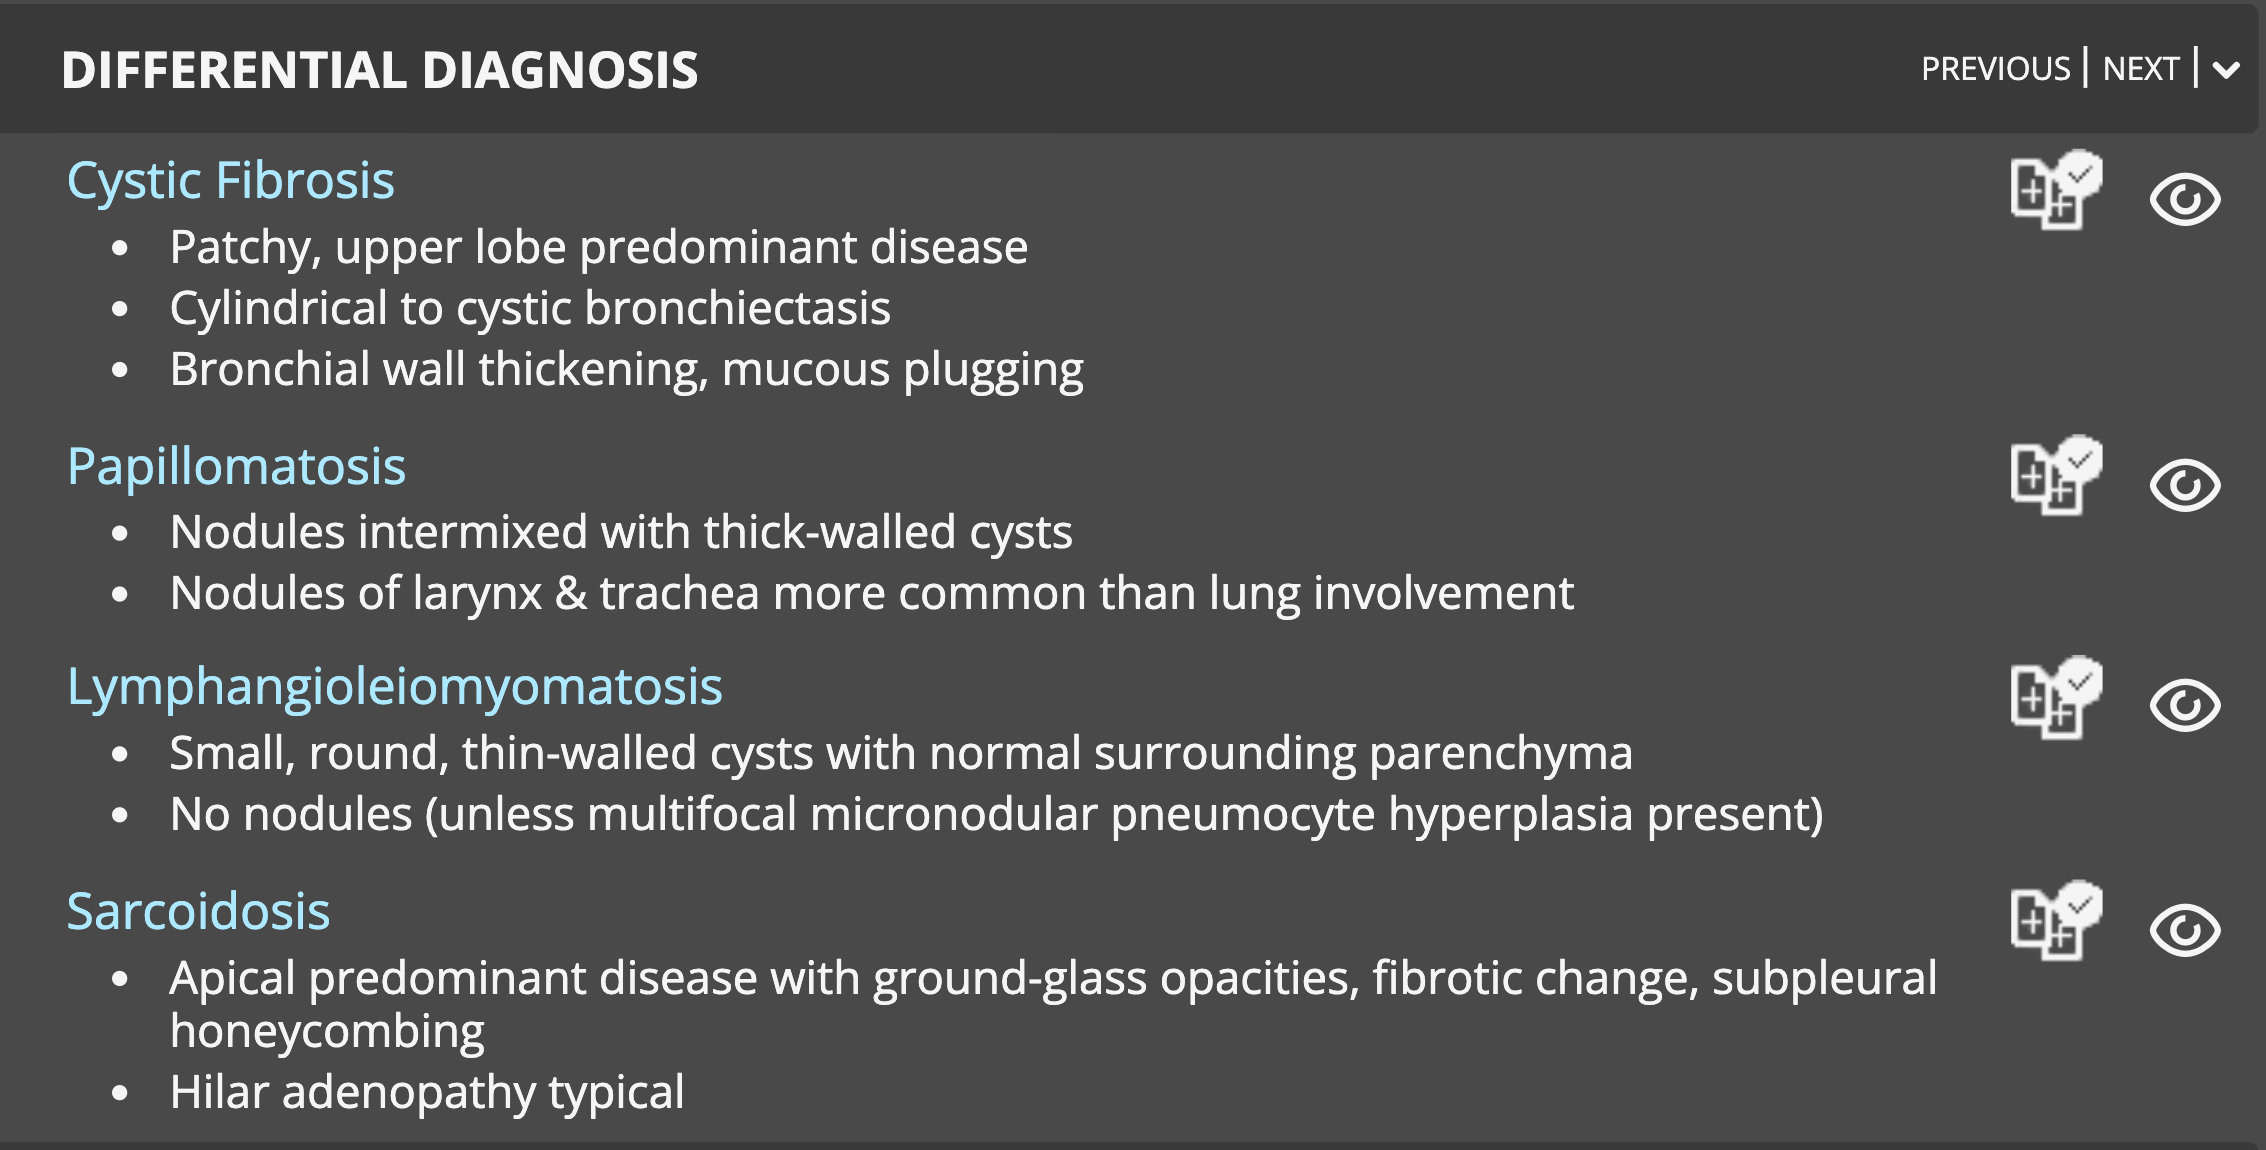 DIFFERENTIAL DIAGNOSIS
PREVIOUS | NEXT |
Cystic Fibrosis
• Patchy, upper lobe predominant disease
• Cylindrical to cystic bronchiectasis
• Bronchial wall thickening, mucous plugging
Papillomatosis
• Nodules intermixed with thick-walled cysts
• Nodules of larynx & trachea more common than lung involvement
Lymphangioleiomyomatosis
• Small, round, thin-walled cysts with normal surrounding parenchyma
• No nodules (unless multifocal micronodular pneumocyte hyperplasia present)
Sarcoidosis
• Apical predominant disease with ground-glass opacities, fibrotic change, subpleural
honeycombing
• Hilar adenopathy typical